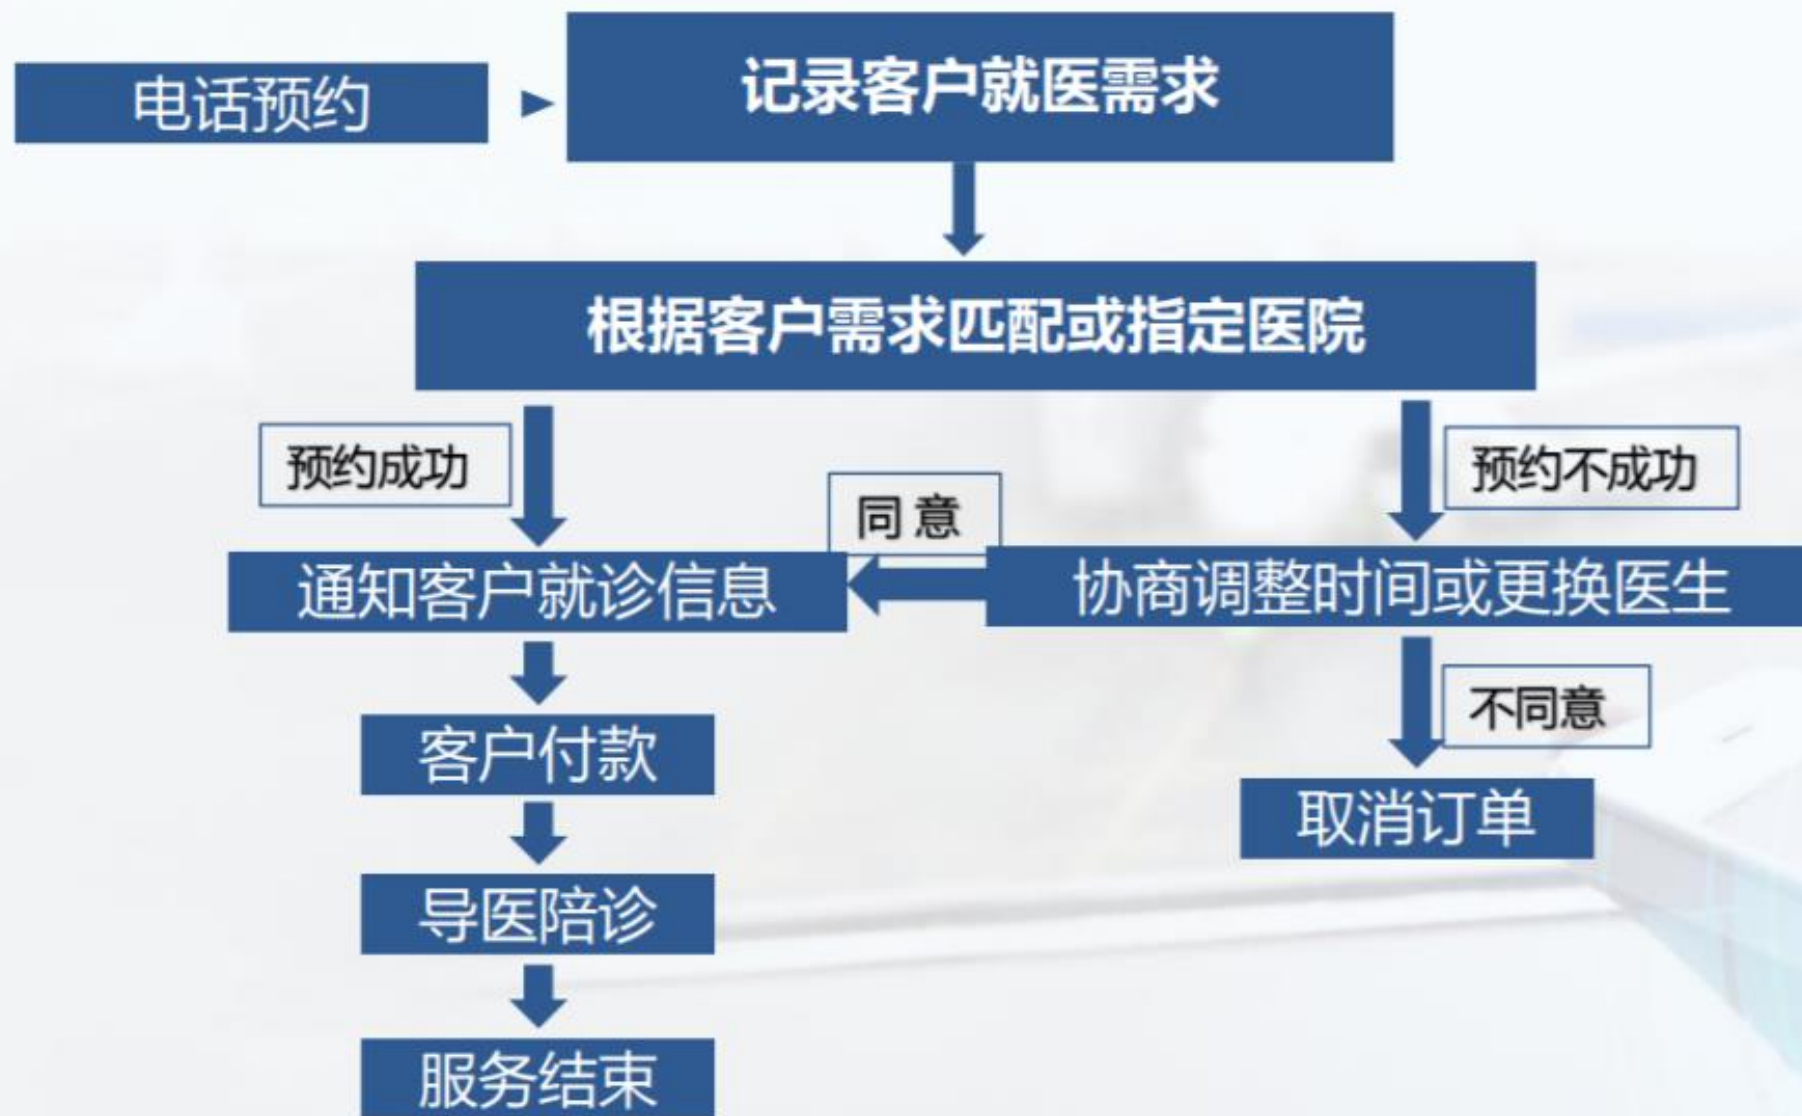 电话预约
记录客户就医需求
根据客户需求匹配或指定医院
预约成功
预约不成功
同意
通知客户就诊信息
协商调整时间或更换医生
不同意
客户付款
取消订单
导医陪诊
服务结束